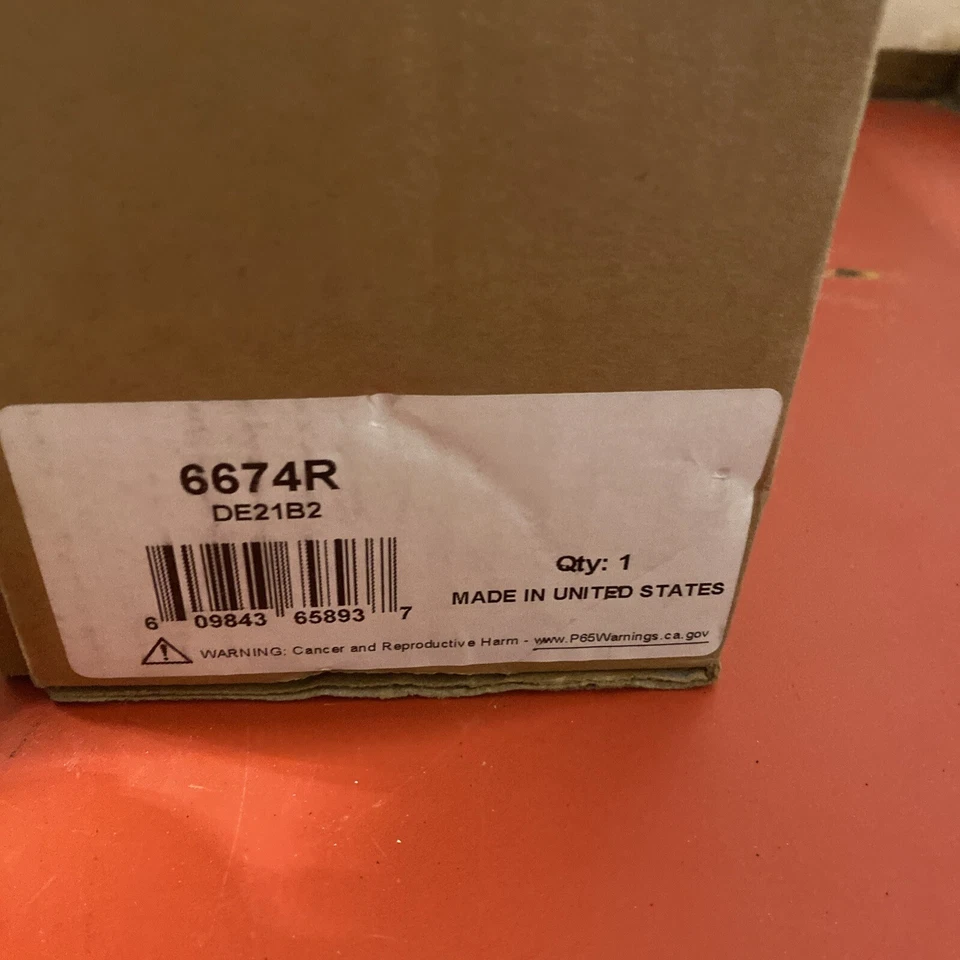 6674R
DE21B2
Qty: 1
MADE IN UNITED STATES
6 09843 65893 7
WARNING: Cancer and Reproductive Harm - www.P65Warnings.ca.gov